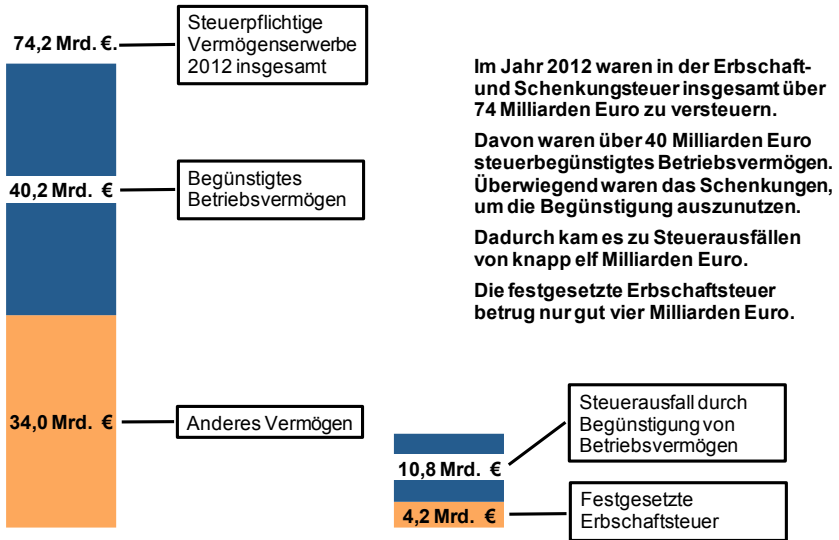 74,2 Mrd. €.
Steuerpflichtige
Vermögenserwerbe
2012 insgesamt
40,2 Mrd. €
Begünstigtes
Betriebsvermögen
34,0 Mrd. €
Anderes Vermögen
Im Jahr 2012 waren in der Erbschaft-
und Schenkungsteuer insgesamt über
74 Milliarden Euro zu versteuern.
Davon waren über 40 Milliarden Euro
steuerbegünstigtes Betriebsvermögen.
Überwiegend waren das Schenkungen,
um die Begünstigung auszunutzen.
Dadurch kam es zu Steuerausfällen
von knapp elf Milliarden Euro.
Die festgesetzte Erbschaftsteuer
betrug nur gut vier Milliarden Euro.
10,8 Mrd. €
Steuerausfall durch
Begünstigung von
Betriebsvermögen
4,2 Mrd. €
Festgesetzte
Erbschaftsteuer